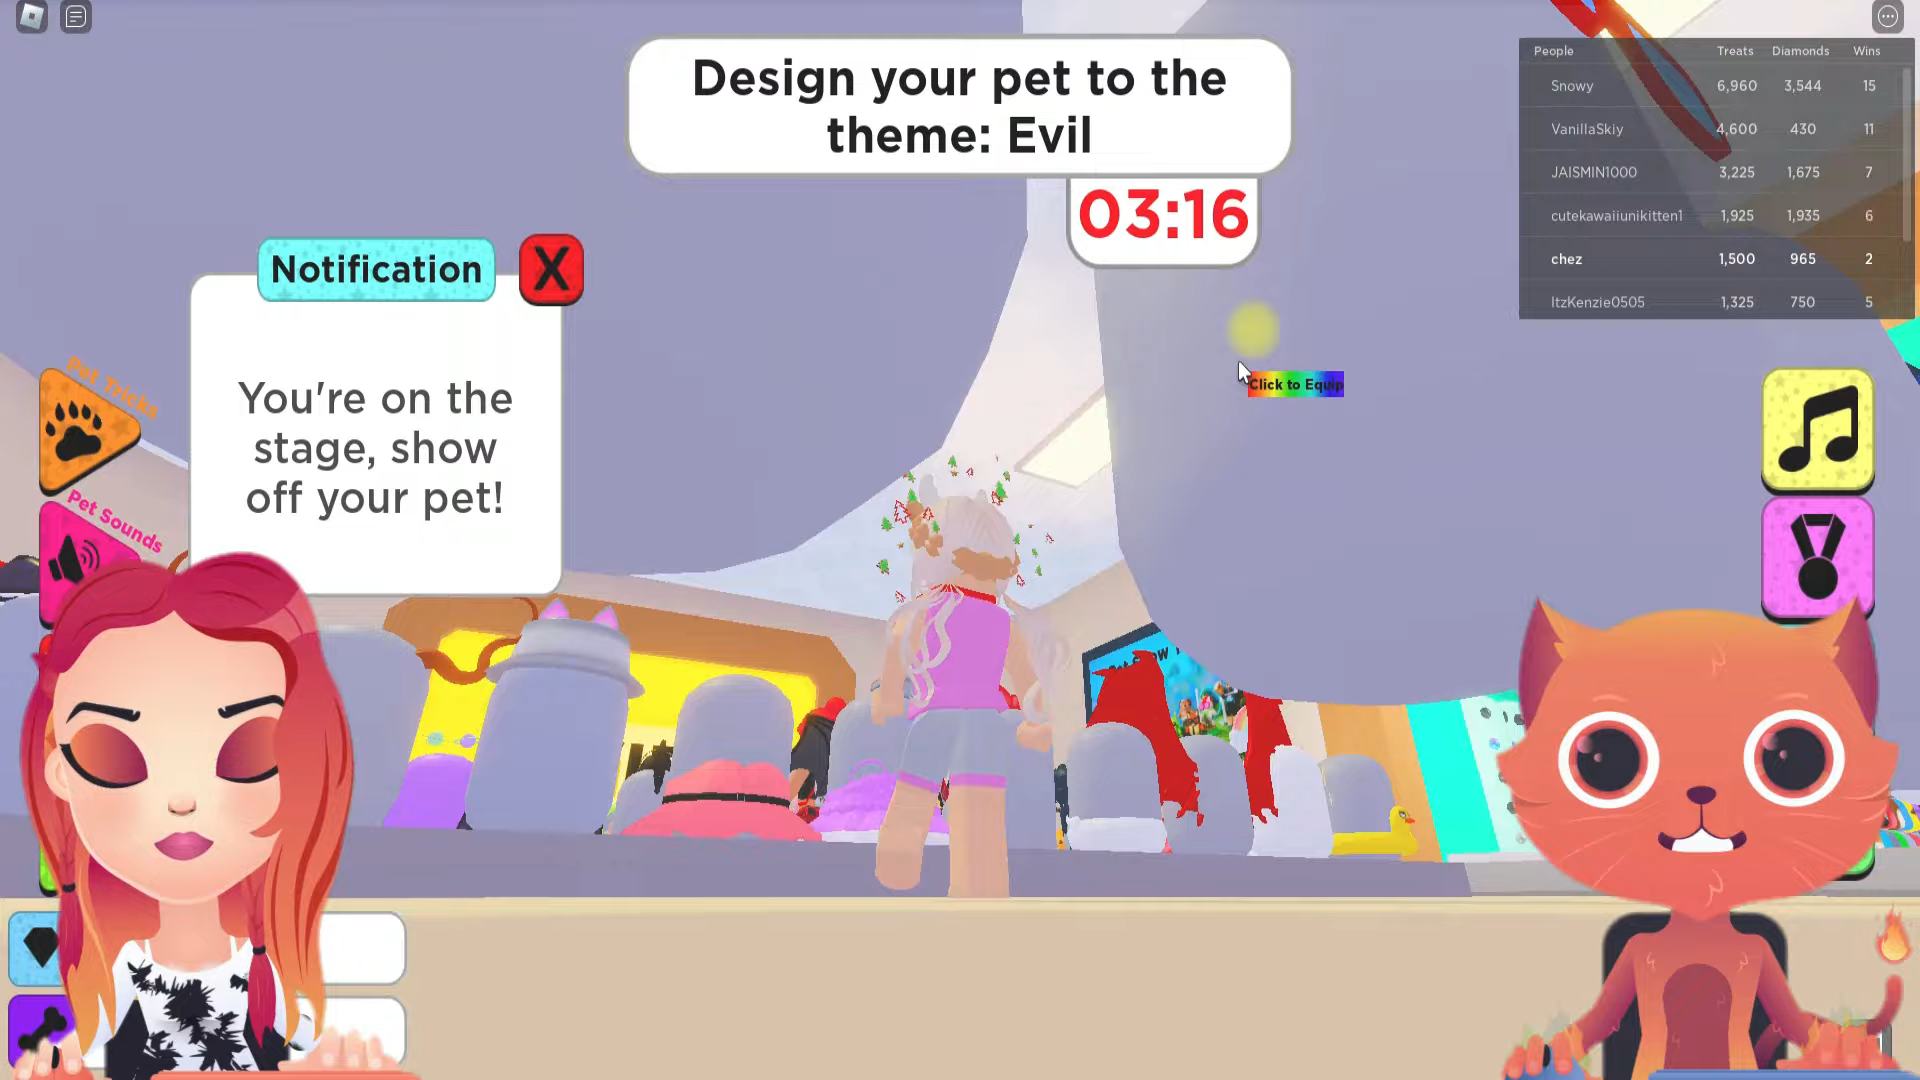 Design your pet to the
theme: Evil
03:16
People Treats Diamonds Wins
Snowy 6,960 3,544 15
VanillaSkiy 4,600 430 11
JAISMIN1000 3,225 1,675 7
cutekawaiiunikitten1 1,925 1,935 6
chez 1,500 965 2
ItzKenzie0505 1,325 750 5
Notification
X
You're on the
stage, show
off your pet!
Click to Equip
Pet Tricks
Pet Sounds